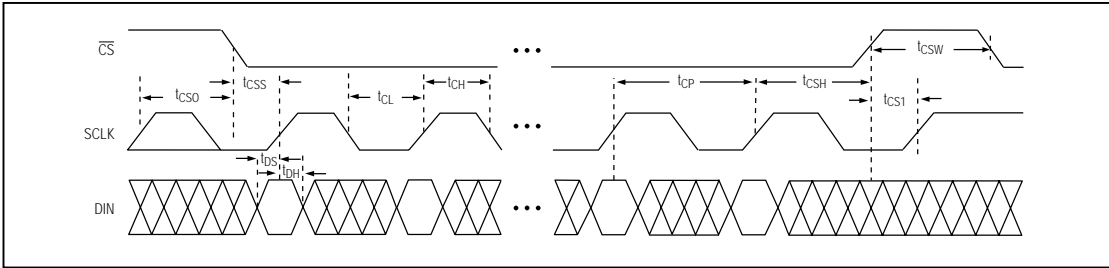 CS
tCSW
tCSS
tCH
tCSO
tCL
tCP
tCSH
tCS1
SCLK
tDS
tDH
DIN